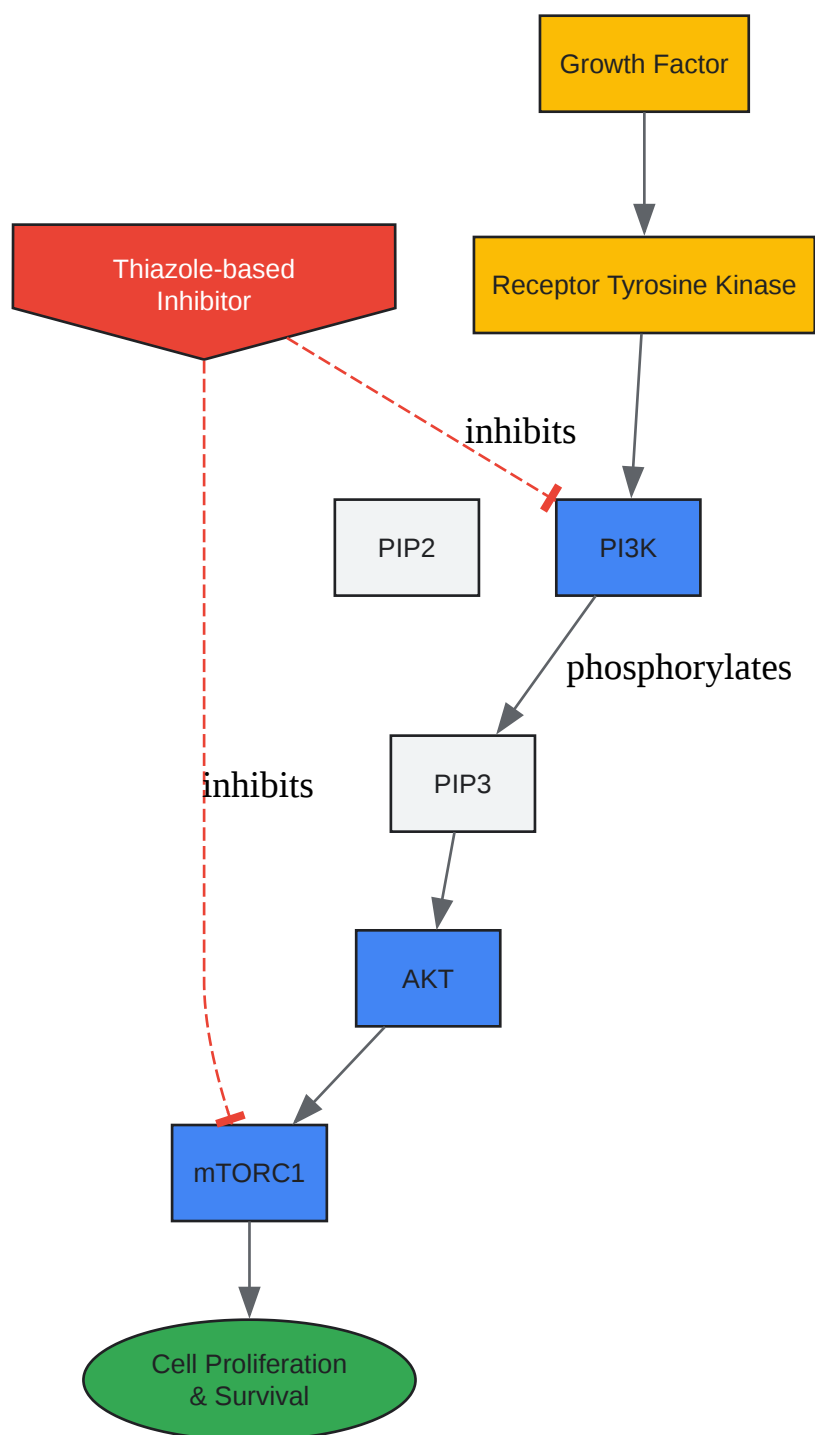 Growth Factor
Thiazole-based
Inhibitor
Receptor Tyrosine Kinase
inhibits
PIP2
PI3K
phosphorylates
PIP3
inhibits
AKT
mTORC1
Cell Proliferation
& Survival